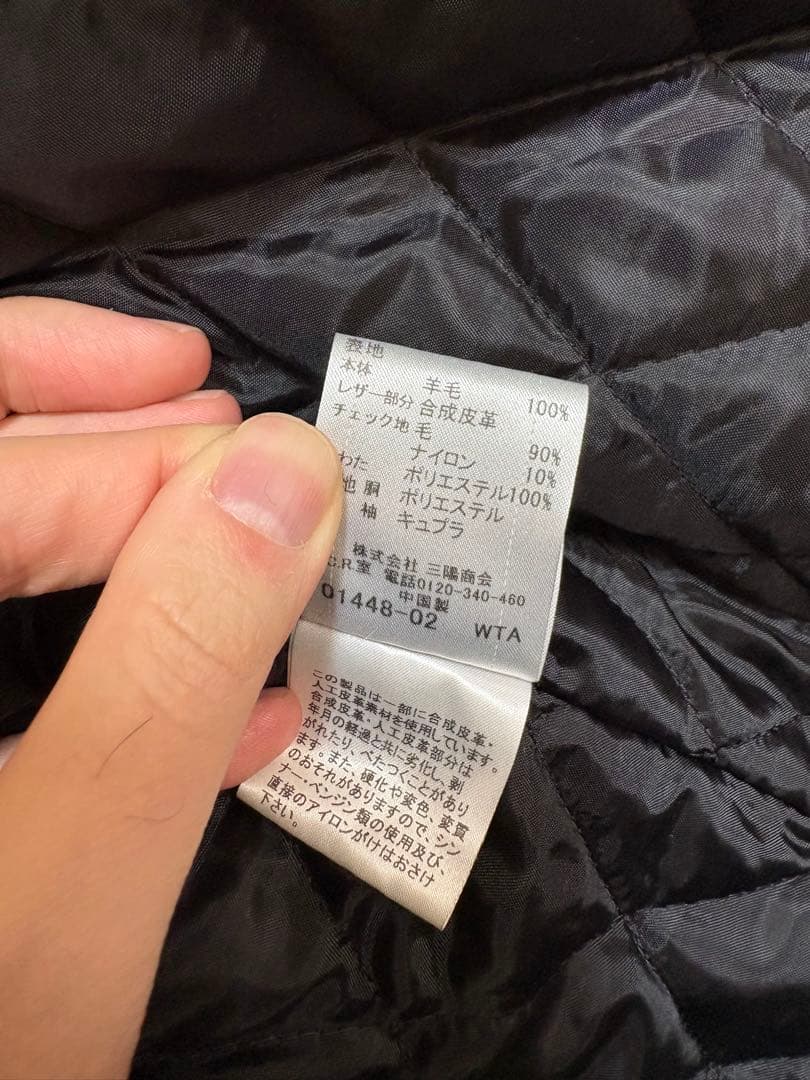 表地
本体 羊毛 100%
レザー部分 合成皮革
チェック地 毛 90%
ナイロン 10%
わた ポリエステル100%
地 胴 ポリエステル
袖 キュプラ
株式会社 三陽商会
C.R.室 電話0120-340-460
中国製
01448-02 WTA
この製品は一部に合成皮革・
人工皮革素材を使用しています。
合成皮革・人工皮革部分は
年月の経過と共に劣化し、剥
がれたり、べたつくことがあり
ます。また、硬化や変色、変質
のおそれがありますので、シン
ナー・ベンジン類の使用及び、
直接のアイロンがけはおさけ
下さい。